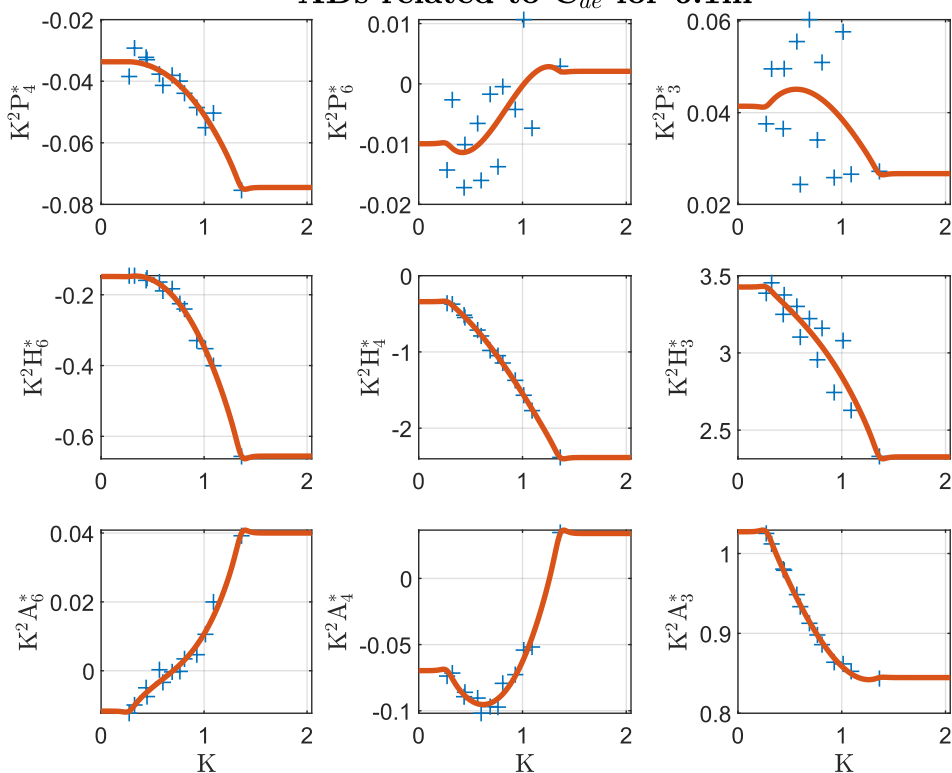 ADs related to C_{ae} for 0.1m
-0.02
-0.04
-0.06
-0.08
K²P₄*
0 1 2
0.01
0
-0.01
-0.02
K²P₆*
0 1 2
0.06
0.04
0.02
K²P₃*
0 1 2
-0.2
-0.4
-0.6
K²H₆*
0 1 2
0
-1
-2
K²H₄*
0 1 2
3.5
3
2.5
K²H₃*
0 1 2
0.04
0.02
0
K²A₆*
0 1 2
K
0
-0.05
-0.1
K²A₄*
0 1 2
K
1
0.9
0.8
K²A₃*
0 1 2
K